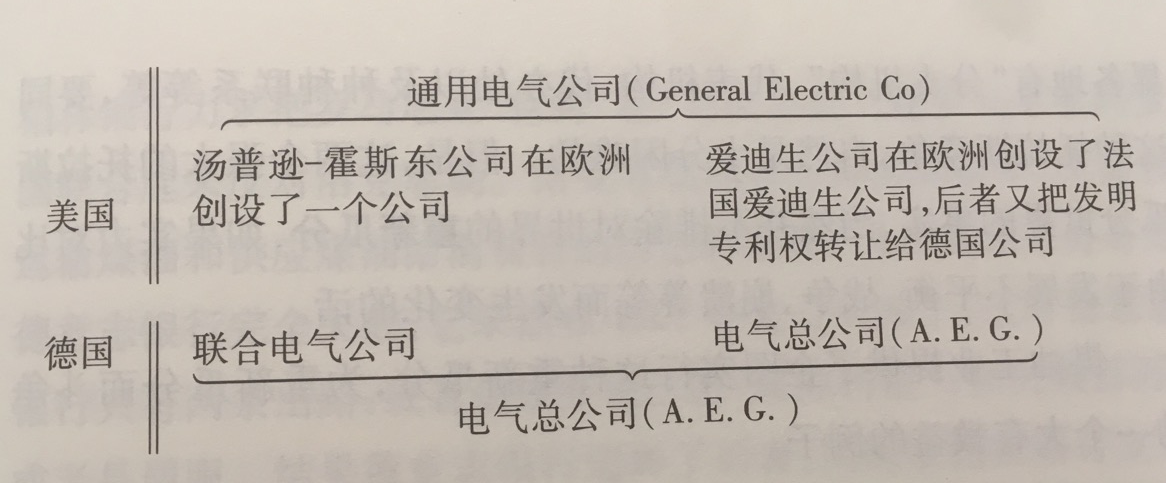 通用电气公司(General Electric Co)
汤普逊-霍斯东公司在欧洲
创设了一个公司
爱迪生公司在欧洲创设了法
国爱迪生公司,后者又把发明
专利权转让给德国公司
美国
德国
联合电气公司
电气总公司(A.E.G.)
电气总公司(A.E.G.)